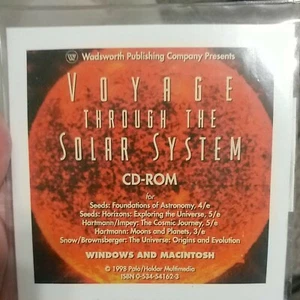 Wadsworth Publishing Company Presents
VOYAGE
THROUGH THE
SOLAR SYSTEM
CD-ROM
for
Seeds: Foundations of Astronomy, 4/e
Seeds: Horizons: Exploring the Universe, 5/e
Hartmann/Impey: The Cosmic Journey, 5/e
Hartmann: Moons and Planets, 3/e
Snow/Brownsberger: The Universe: Origins and Evolution
WINDOWS AND MACINTOSH
© 1998 Palo/Haklar Multimedia
ISBN 0-534-54162-3